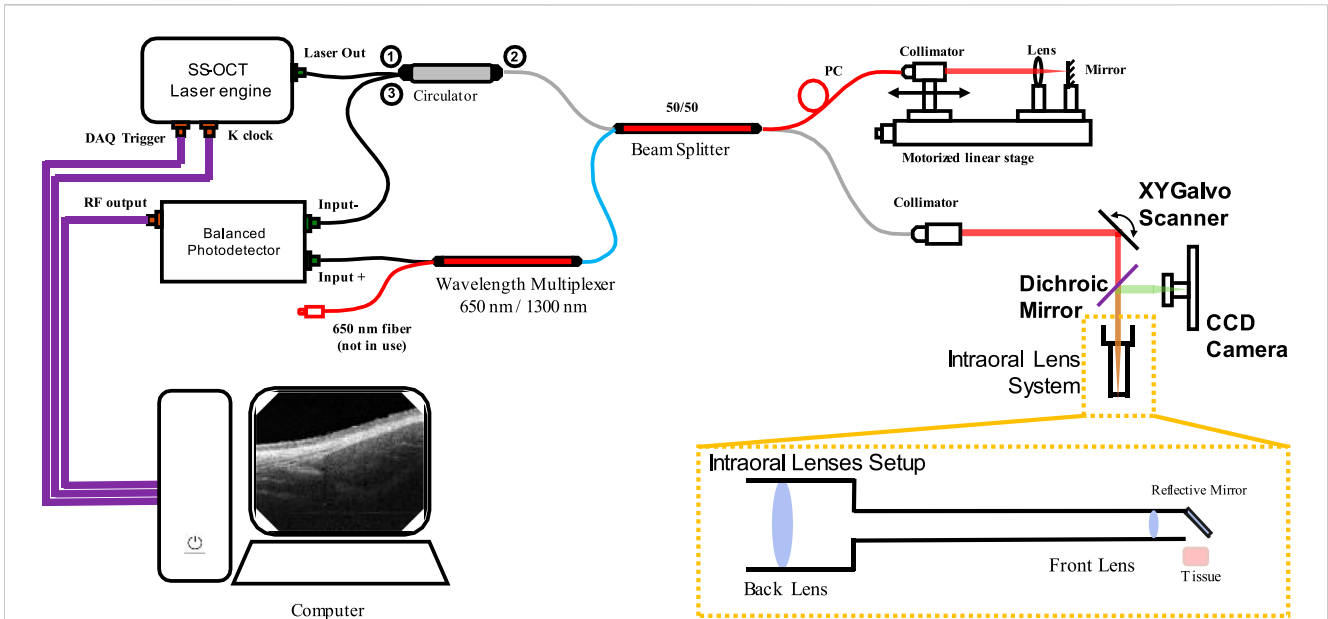 SS-OCT
Laser engine
Laser Out
①
③
②
Circulator
DAQ Trigger
K clock
RF output
Balanced
Photodetector
Input-
Input +
Wavelength Multiplexer
650 nm / 1300 nm
650 nm fiber
(not in use)
50/50
Beam Splitter
PC
Collimator
Lens
Mirror
Motorized linear stage
Collimator
XYGalvo
Scanner
Dichroic
Mirror
CCD
Camera
Intraoral Lens
System
Computer
Intraoral Lenses Setup
Back Lens
Front Lens
Reflective Mirror
Tissue